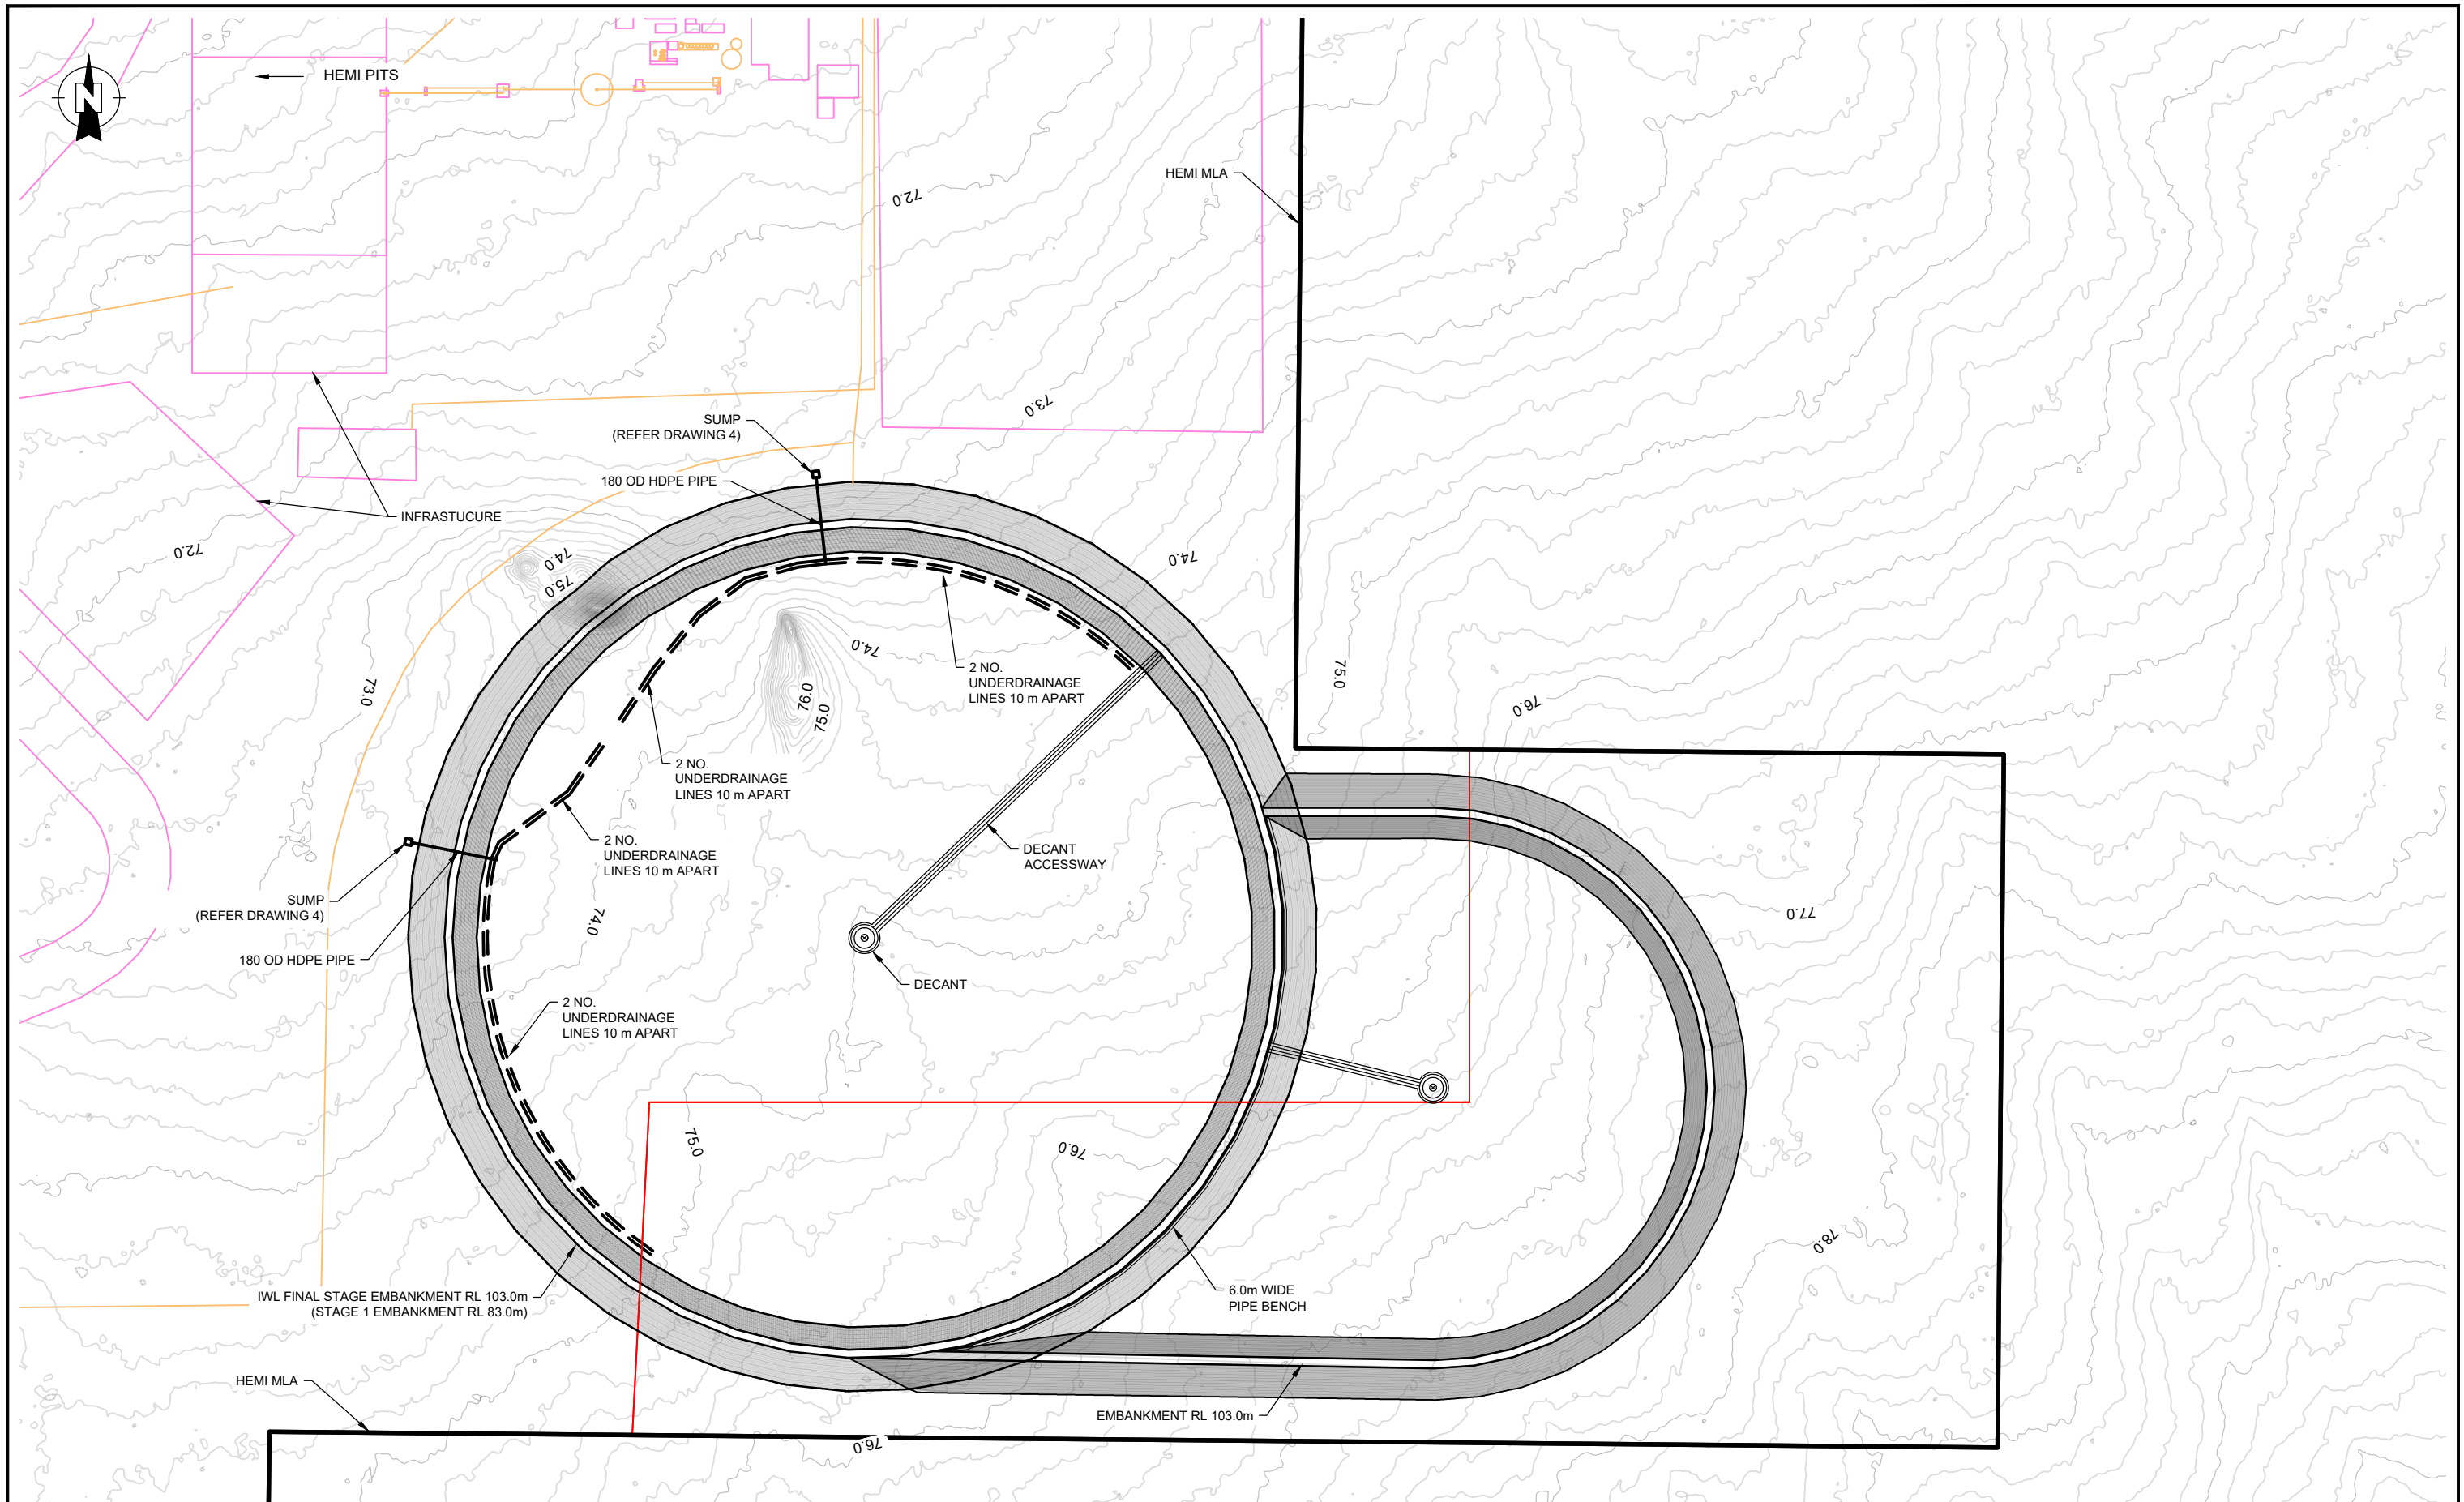 N
HEMI PITS
HEMI MLA
72.0
73.0
SUMP
(REFER DRAWING 4)
180 OD HDPE PIPE
INFRASTUCURE
72.0
74.0
75.0
74.0
74.0
2 NO.
UNDERDRAINAGE
LINES 10 m APART
75.0
76.0
73.0
76.0
75.0
2 NO.
UNDERDRAINAGE
LINES 10 m APART
2 NO.
UNDERDRAINAGE
LINES 10 m APART
DECANT
ACCESSWAY
SUMP
(REFER DRAWING 4)
74.0
77.0
180 OD HDPE PIPE
DECANT
2 NO.
UNDERDRAINAGE
LINES 10 m APART
75.0
76.0
78.0
IWL FINAL STAGE EMBANKMENT RL 103.0m
(STAGE 1 EMBANKMENT RL 83.0m)
6.0m WIDE
PIPE BENCH
HEMI MLA
EMBANKMENT RL 103.0m
76.0